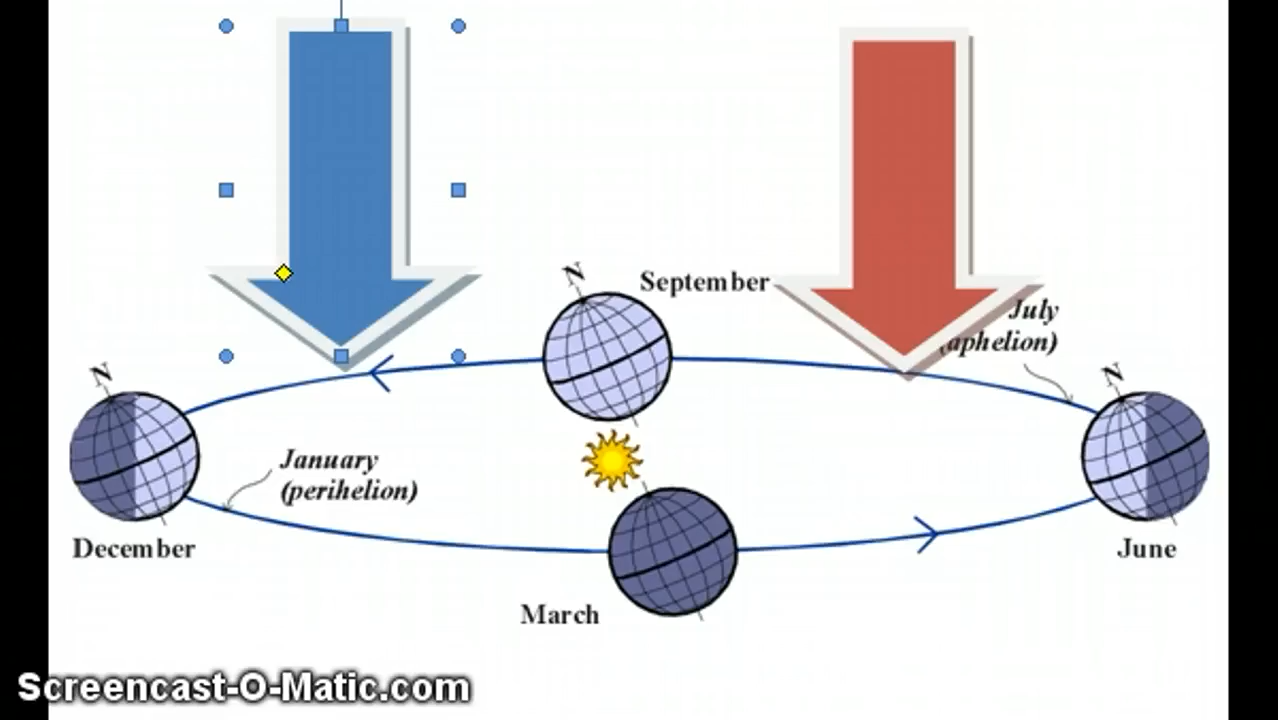 N
September
July
(aphelion)
N
N
January
(perihelion)
December
June
March
Screencast-O-Matic.com